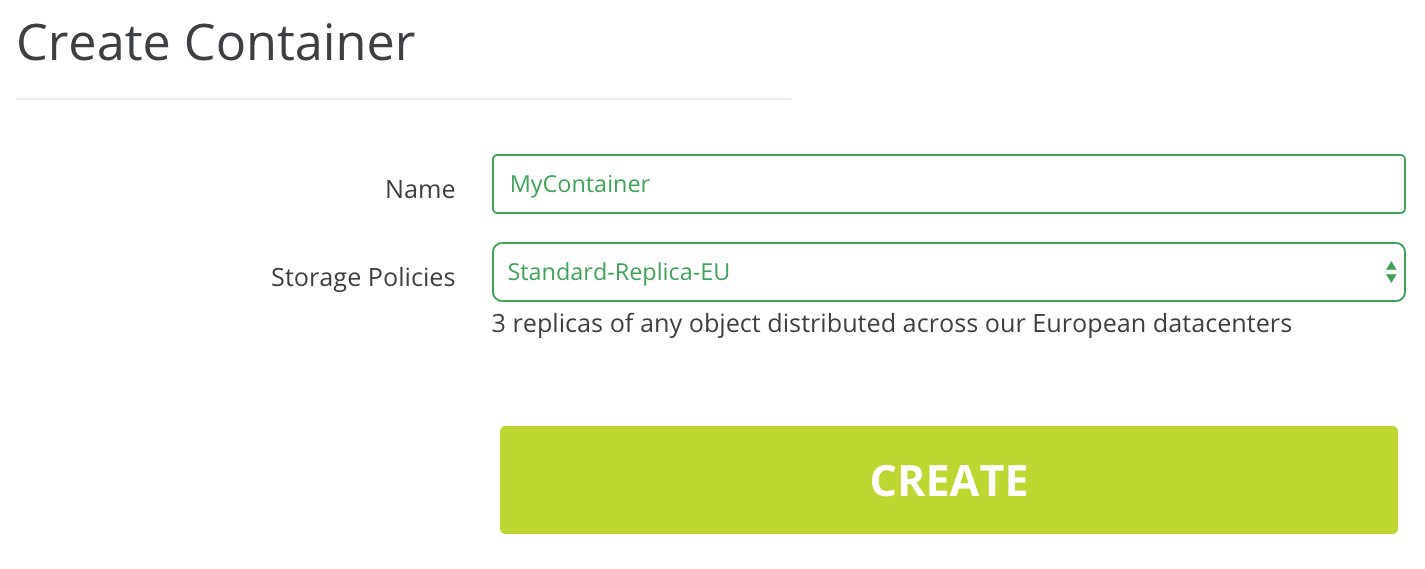 Create Container
Name
MyContainer
Storage Policies
Standard-Replica-EU
3 replicas of any object distributed across our European datacenters
CREATE